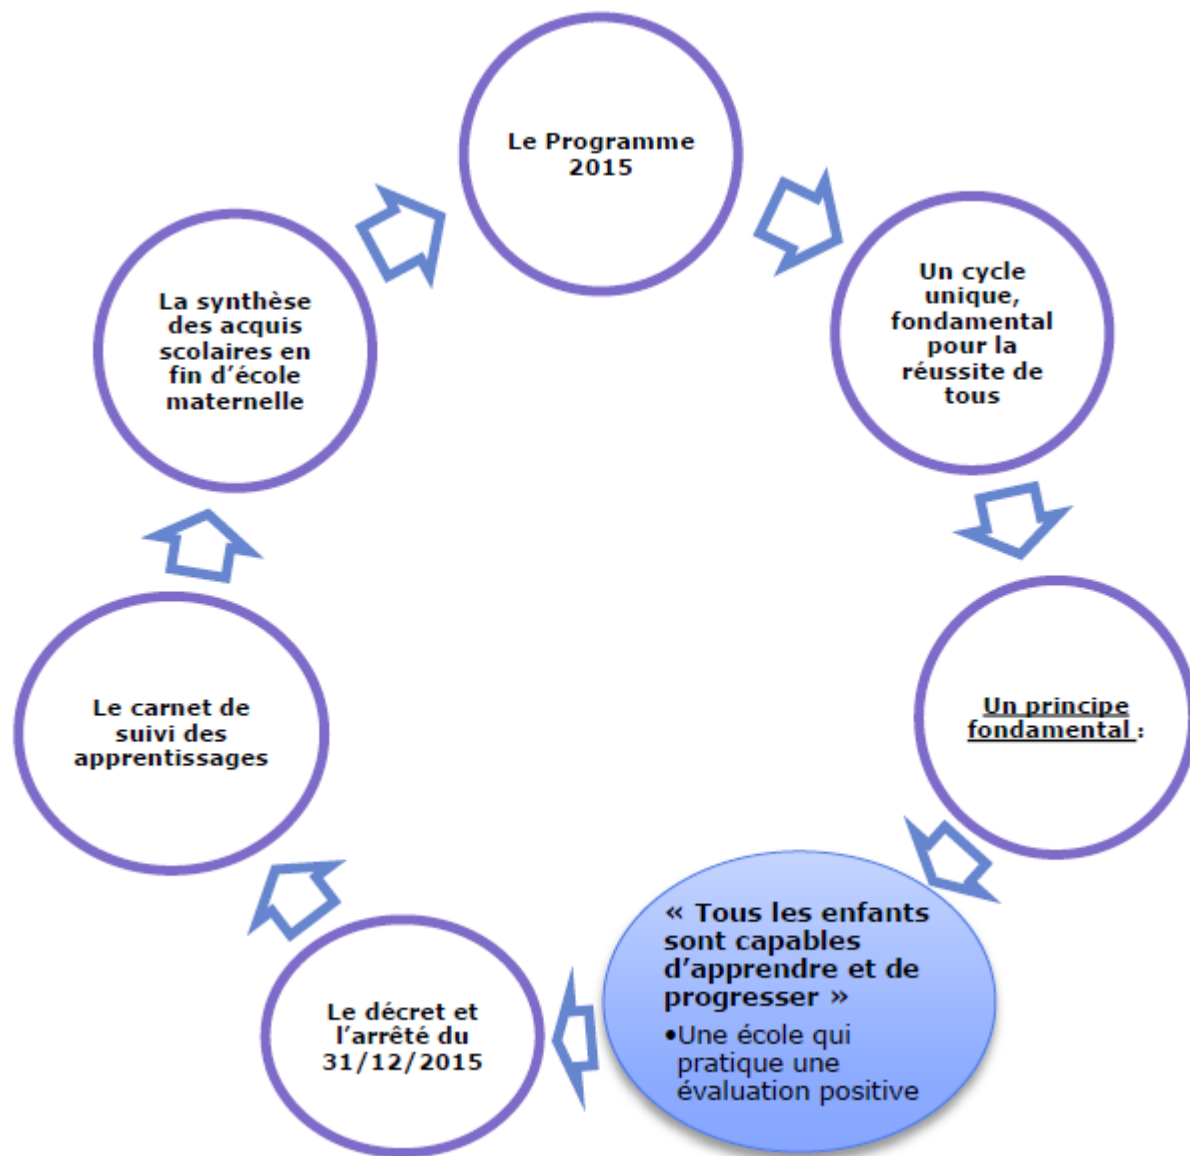 Le Programme
2015
Un cycle
unique,
fondamental
pour la
réussite de
tous
Un principe
fondamental :
« Tous les enfants
sont capables
d’apprendre et de
progresser »
•Une école qui
pratique une
évaluation positive
Le décret et
l’arrêté du
31/12/2015
Le carnet de
suivi des
apprentissages
La synthèse
des acquis
scolaires en
fin d’école
maternelle